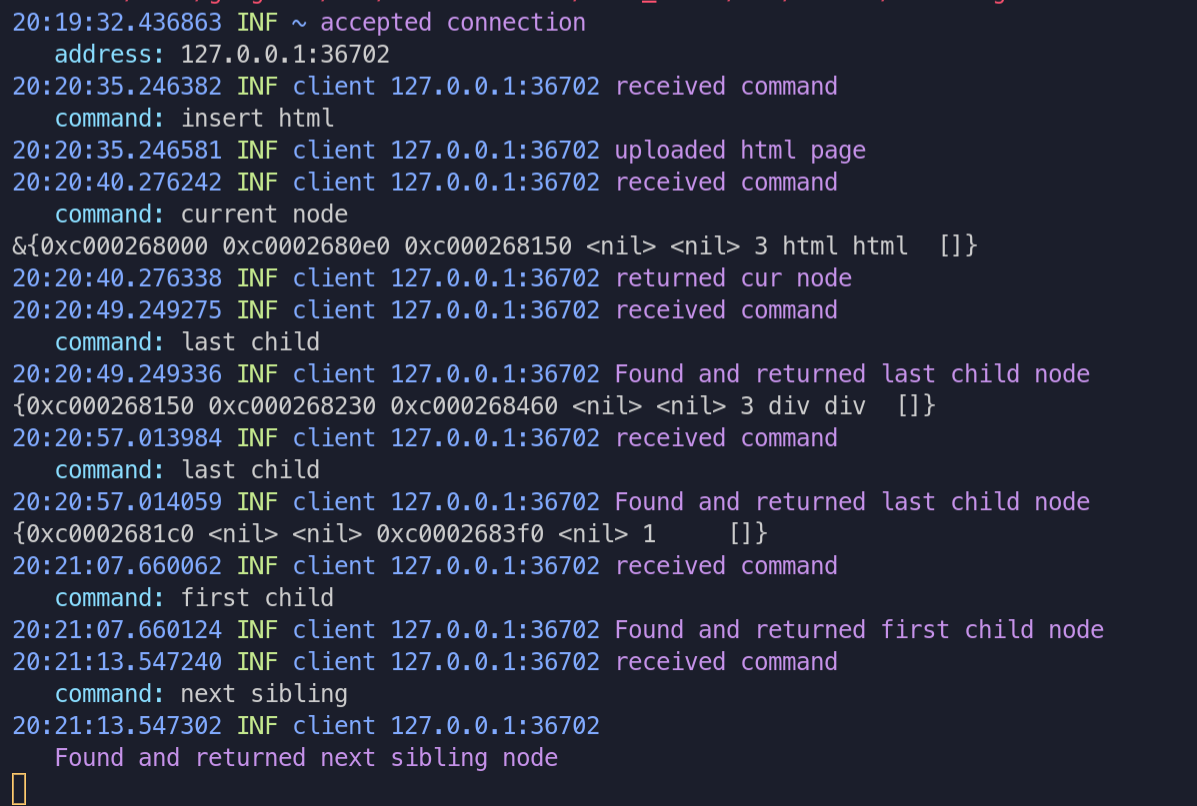 20:19:32.436863 INF ~ accepted connection
address: 127.0.0.1:36702
20:20:35.246382 INF client 127.0.0.1:36702 received command
command: insert html
20:20:35.246581 INF client 127.0.0.1:36702 uploaded html page
20:20:40.276242 INF client 127.0.0.1:36702 received command
command: current node
&{0xc000268000 0xc0002680e0 0xc000268150 <nil> <nil> 3 html html  []}
20:20:40.276338 INF client 127.0.0.1:36702 returned cur node
20:20:49.249275 INF client 127.0.0.1:36702 received command
command: last child
20:20:49.249336 INF client 127.0.0.1:36702 Found and returned last child node
{0xc000268150 0xc000268230 0xc000268460 <nil> <nil> 3 div div  []}
20:20:57.013984 INF client 127.0.0.1:36702 received command
command: last child
20:20:57.014059 INF client 127.0.0.1:36702 Found and returned last child node
{0xc0002681c0 <nil> <nil> 0xc0002683f0 <nil> 1     []}
20:21:07.660062 INF client 127.0.0.1:36702 received command
command: first child
20:21:07.660124 INF client 127.0.0.1:36702 Found and returned first child node
20:21:13.547240 INF client 127.0.0.1:36702 received command
command: next sibling
20:21:13.547302 INF client 127.0.0.1:36702
Found and returned next sibling node